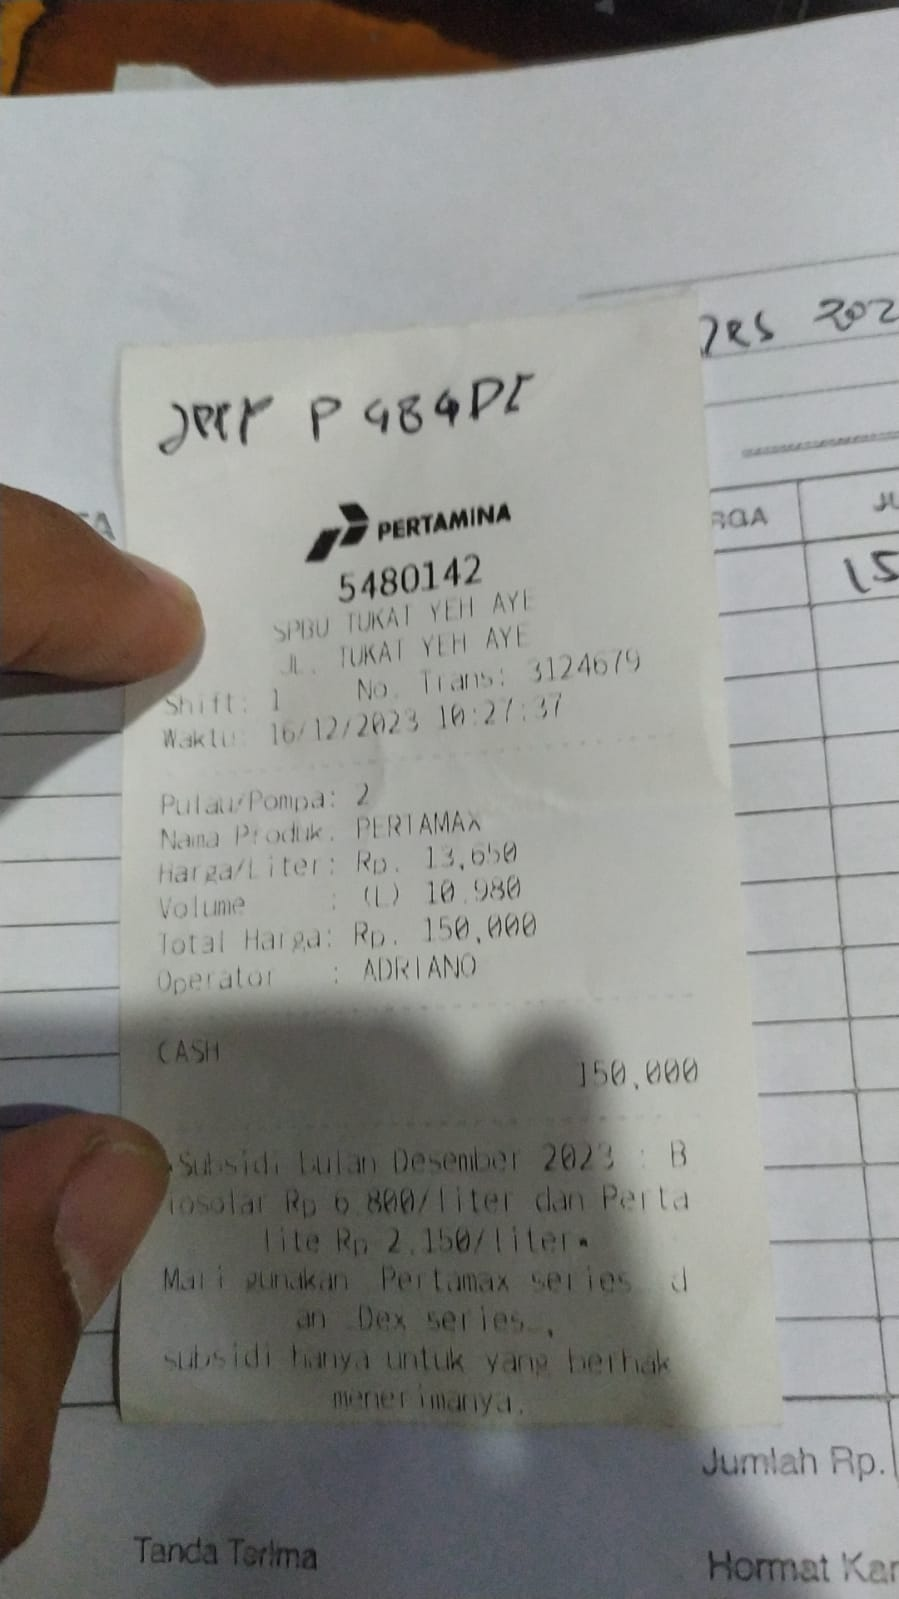 JEEP P 484 DE
PERTAMINA
5480142
SPBU TUKAT YEH AYE
JL. TUKAT YEH AYE
Shift: 1 No. Trans: 3124679
Waktu: 16/12/2023 10:27:37
Pulau/Pompa: 2
Nama Produk: PERTAMAX
Harga/Liter: Rp. 13,650
Volume : (L) 10.980
Total Harga: Rp. 150,000
Operator : ADRIANO
CASH
150,000
Subsidi bulan Desember 2023 : B
iosolar Rp 6.800/liter dan Perta
lite Rp 2.150/liter.
Mari gunakan Pertamax series d
an Dex series.,
subsidi hanya untuk yang berhak
menerimanya.
RGA
JU
15
Jumlah Rp.
Tanda Terima
Hormat Kam